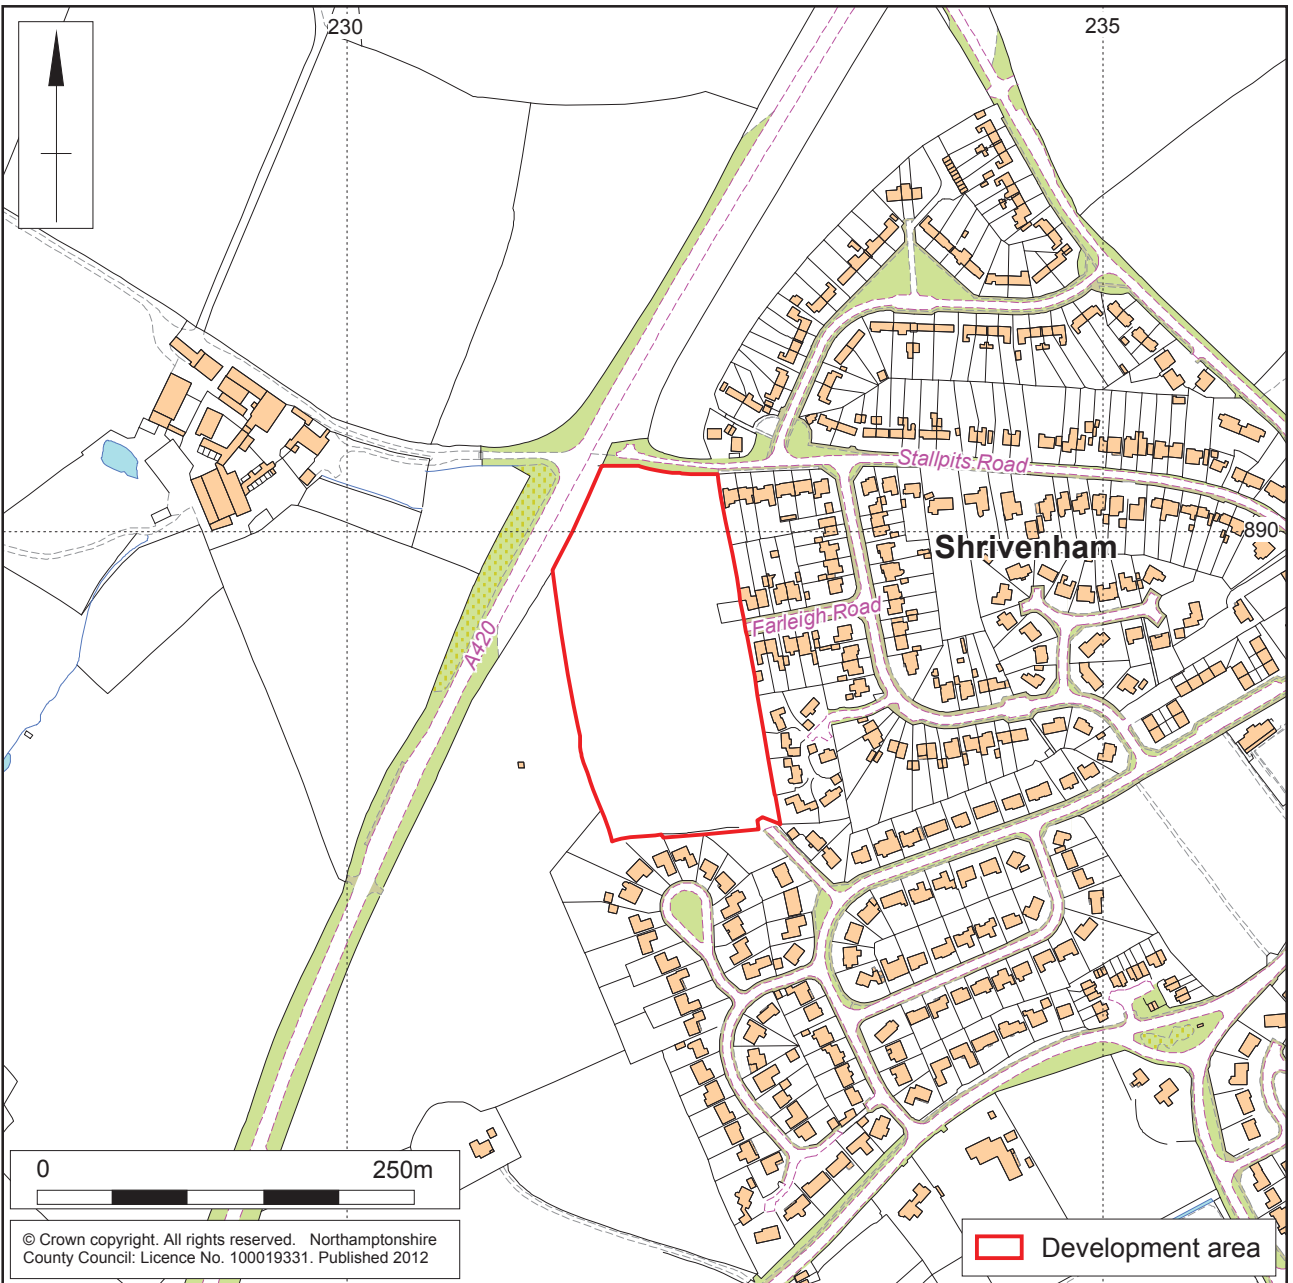 230
235
Stallpits Road
890
Shrivenham
Farleigh Road
A420
0 250m
© Crown copyright. All rights reserved. Northamptonshire
County Council: Licence No. 100019331. Published 2012
Development area